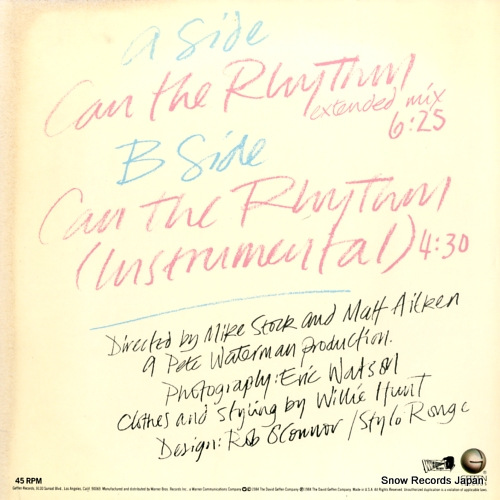 A Side
Can the Rhythm
extended mix
6:25
B Side
Can the Rhythm
(Instrumental) 4:30
Directed by Mike Stock and Matt Aitken
a Pete Waterman production.
Photography: Eric Watson
Clothes and styling by Willie Hunt
Design: Rob O'Connor / Stylo Rouge
45 RPM
Snow Records Japan